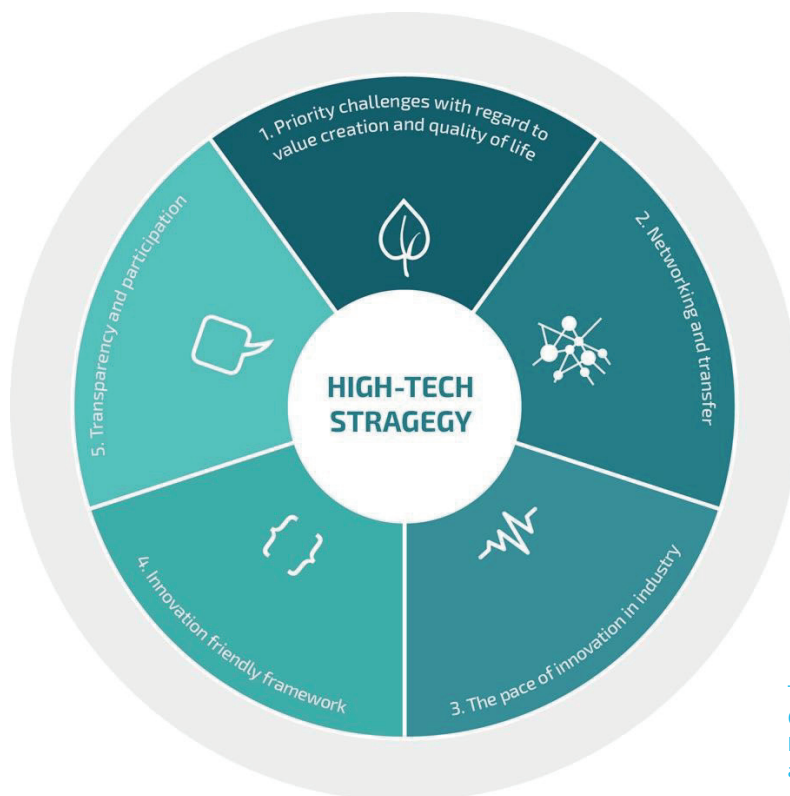 1. Priority challenges with regard to
value creation and quality of life
2. Networking and transfer
3. The pace of innovation in industry
4. Innovation friendly framework
5. Transparency and participation
HIGH-TECH
STRAGEGY